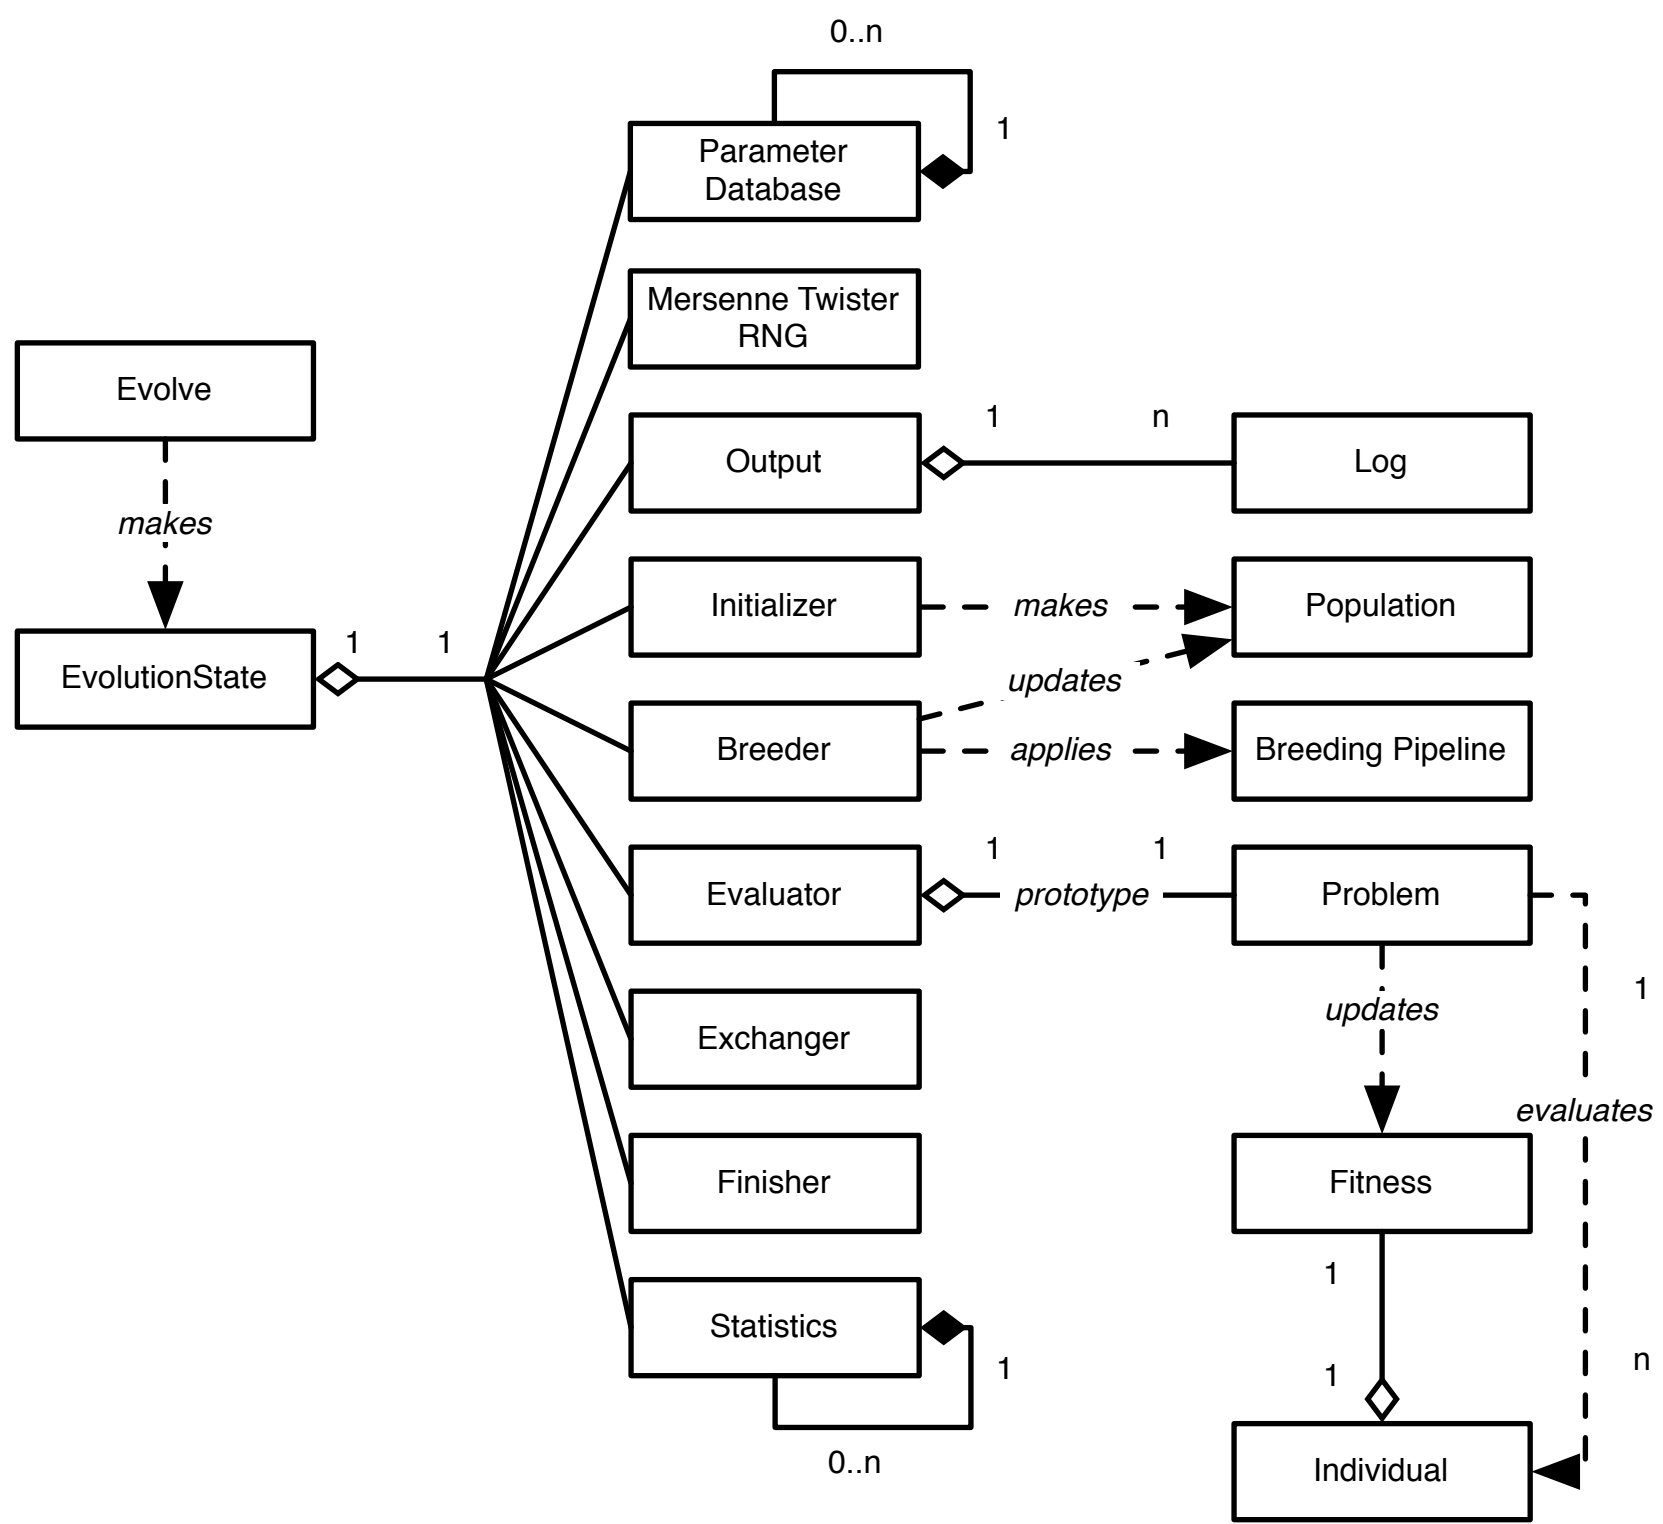 0..n
1
Parameter
Database
Mersenne Twister
RNG
Evolve
makes
EvolutionState
1 1
Output
1 n
Log
Initializer
makes
Population
updates
Breeder
applies
Breeding Pipeline
Evaluator
1 1
prototype
Problem
1
updates
evaluates
n
Exchanger
Fitness
Finisher
1
1
Statistics
1
0..n
Individual